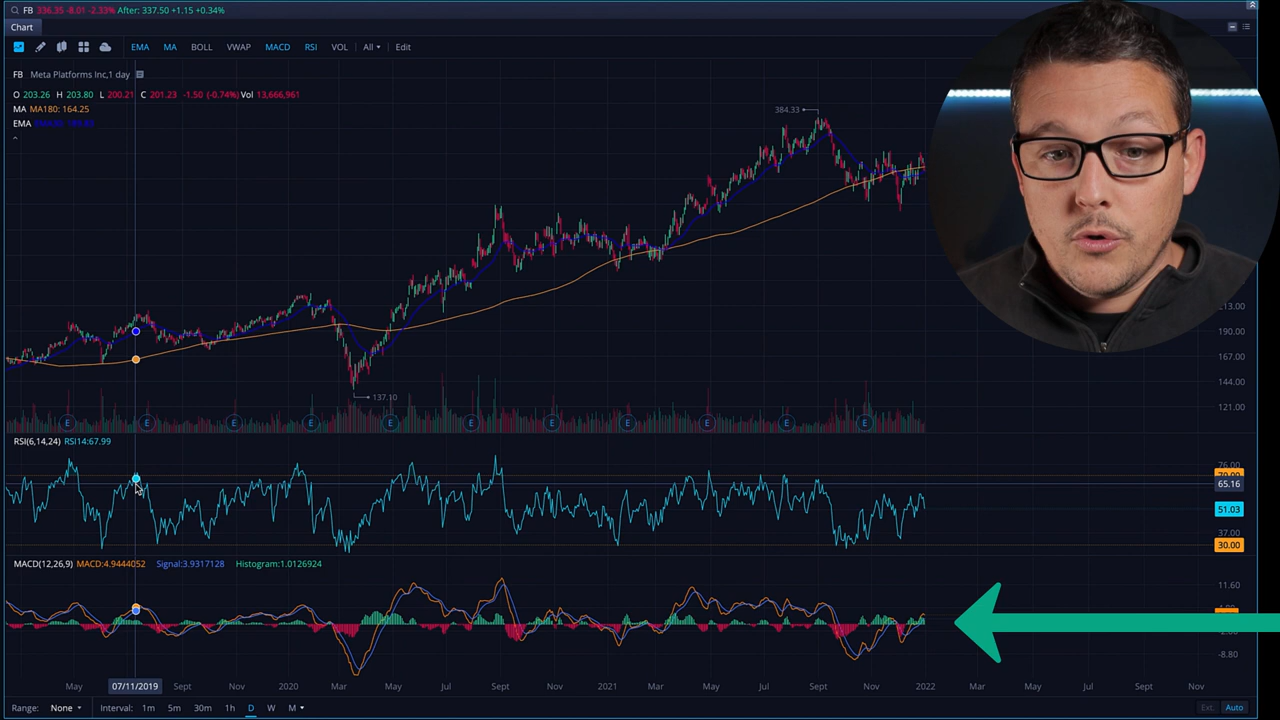 FB 336.35 -8.01 -2.33% After: 337.50 +1.15 +0.34%
Chart
EMA MA BOLL VWAP MACD RSI VOL All Edit
FB Meta Platforms Inc,1 day
O 203.26 H 203.80 L 200.21 C 201.23 -1.50 (-0.74%) Vol 13,666,961
MA MA180: 164.25
EMA
384.33
213.00
190.00
167.00
144.00
137.10
121.00
E E E E E E E E E E E
RSI(6,14,24) RSI14:67.99
76.00
65.16
51.03
37.00
30.00
MACD(12,26,9) MACD:4.9444052 Signal:3.9317128 Histogram:1.0126924
11.60
-8.80
May 07/11/2019 Sept Nov 2020 Mar May Jul Sept Nov 2021 Mar May Jul Sept Nov 2022 Mar May Jul Sept Nov
Range: None Interval: 1m 5m 30m 1h D W M Ext. Auto